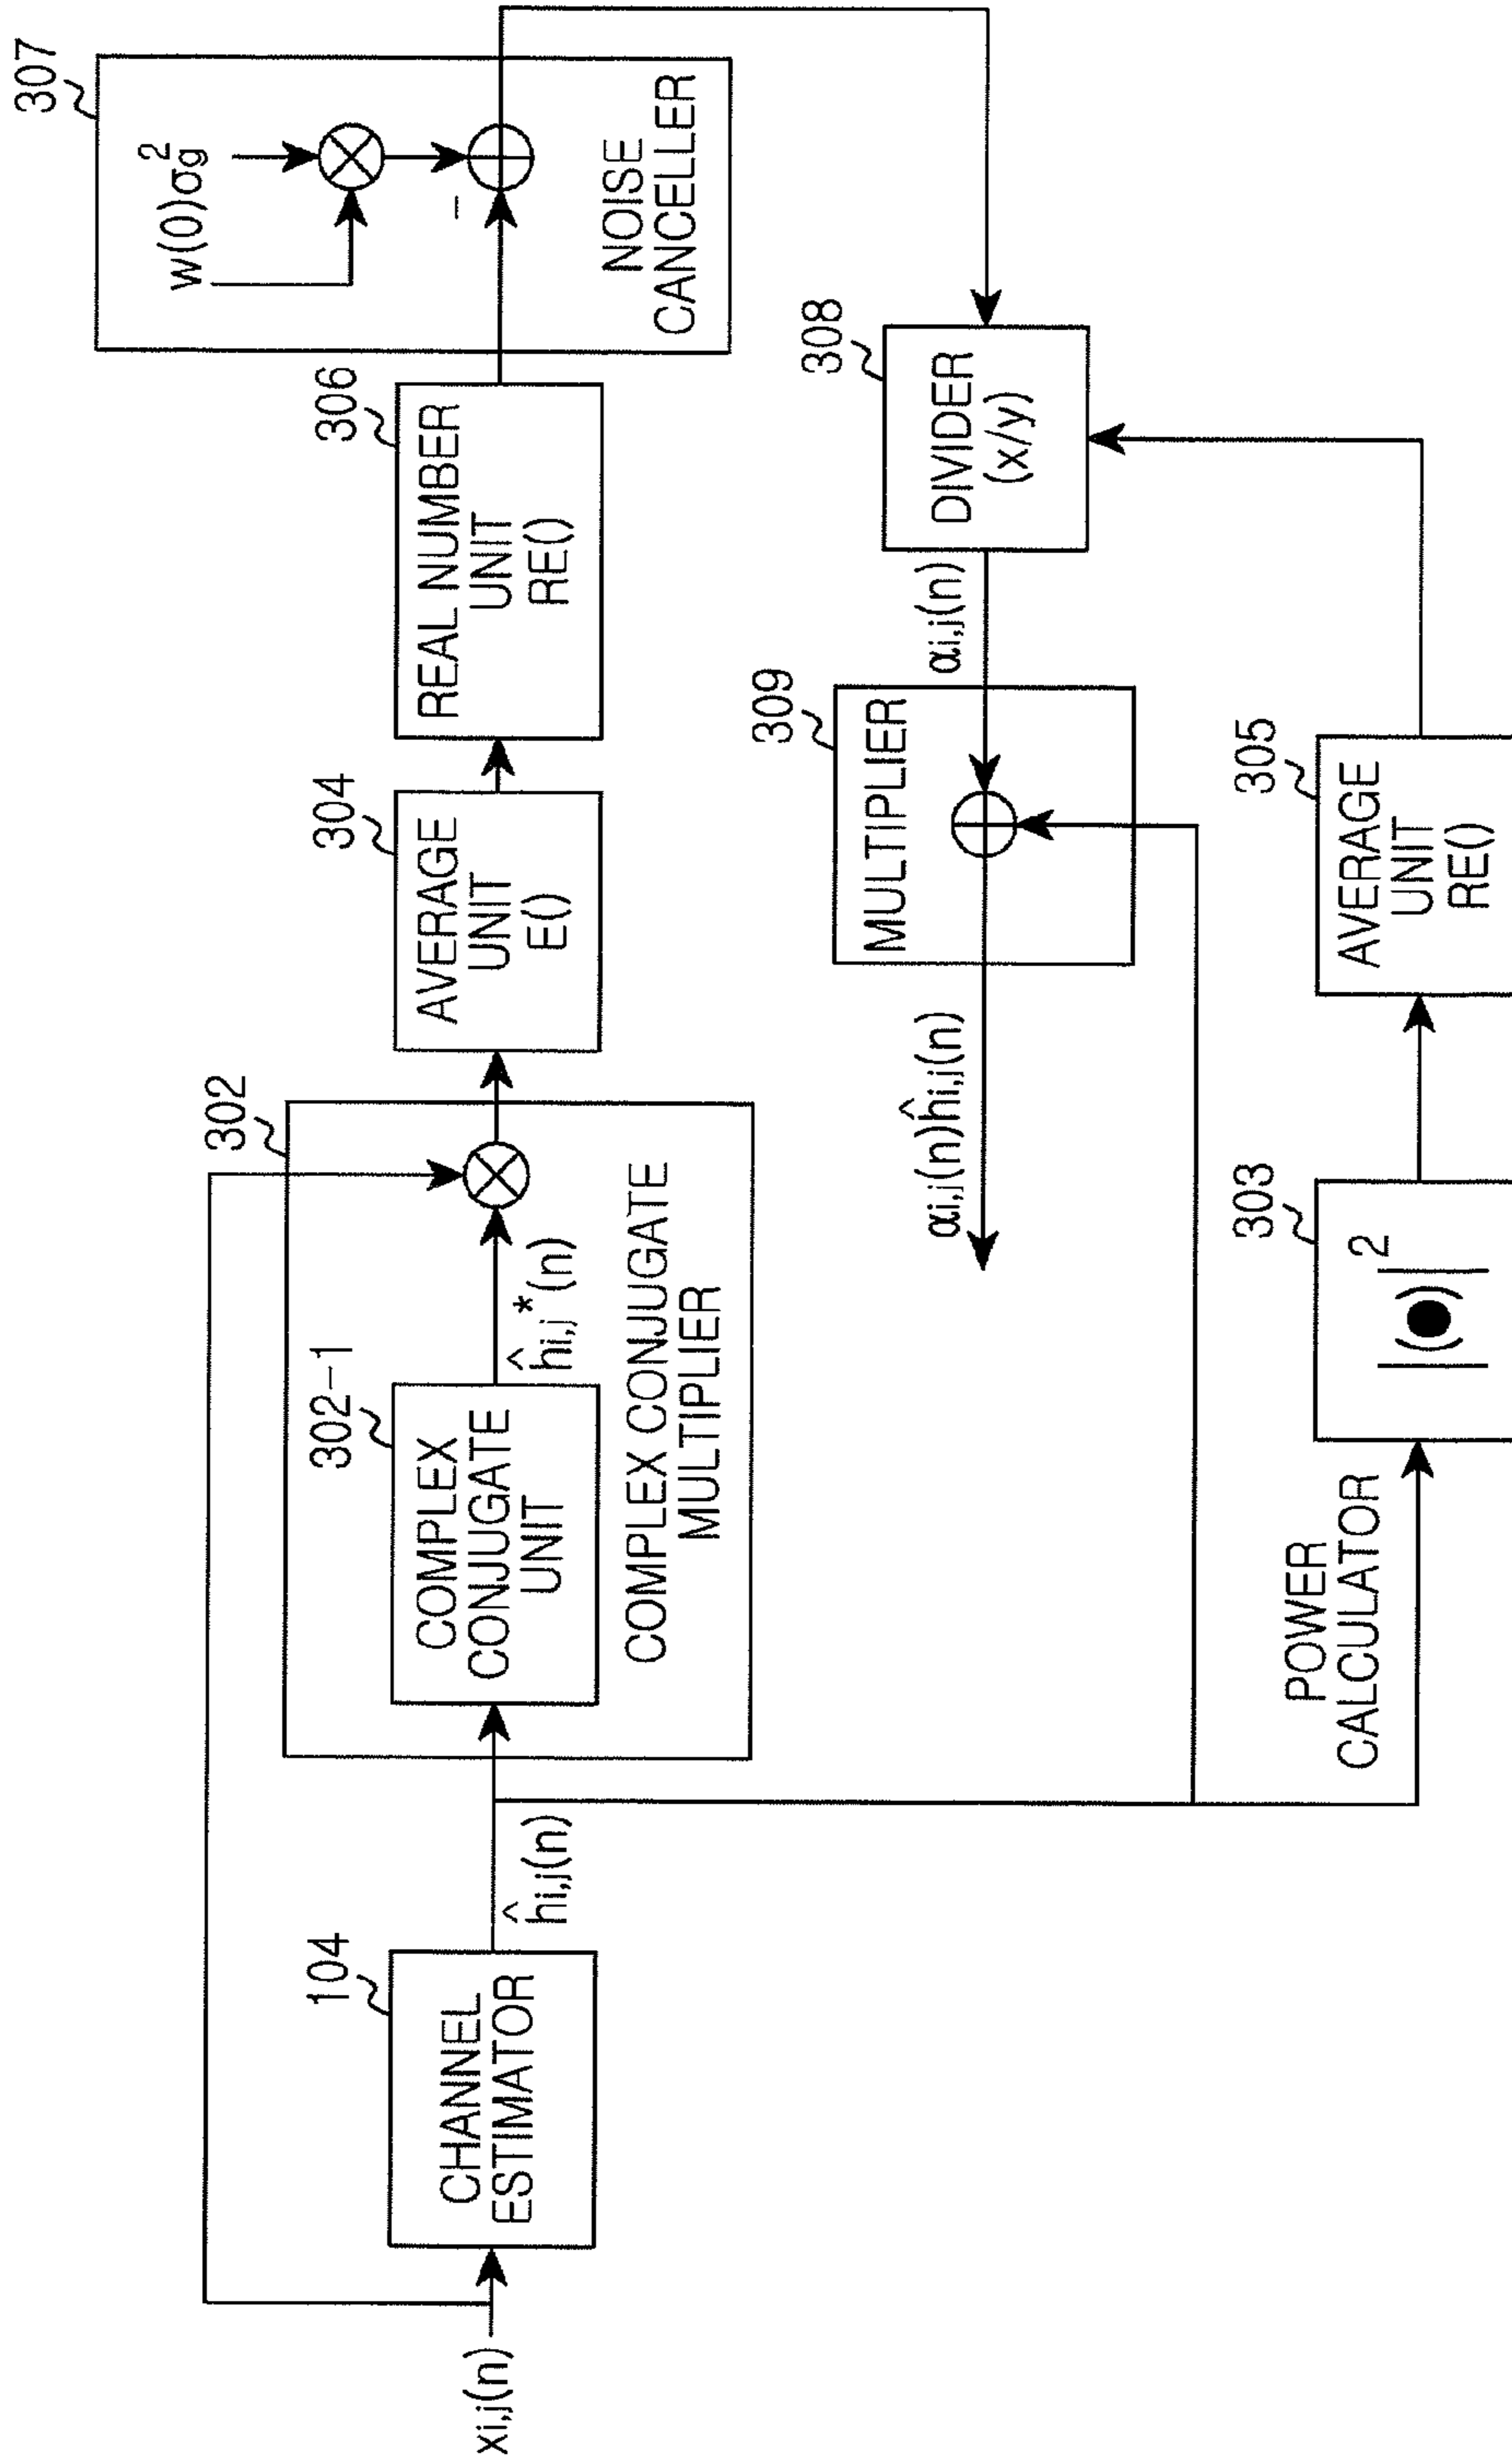 xi,j(n)
104
CHANNEL
ESTIMATOR
ĥi,j(n)
302
302-1
COMPLEX
CONJUGATE
UNIT
ĥi,j*(n)
COMPLEX CONJUGATE
MULTIPLIER
304
AVERAGE
UNIT
E()
306
REAL NUMBER
UNIT
RE()
307
w(0)σg²
-
NOISE
CANCELLER
308
DIVIDER
(x/y)
αi,j(n)
309
MULTIPLIER
αi,j(n)ĥi,j(n)
POWER
CALCULATOR
303
|(●)|²
305
AVERAGE
UNIT
RE()